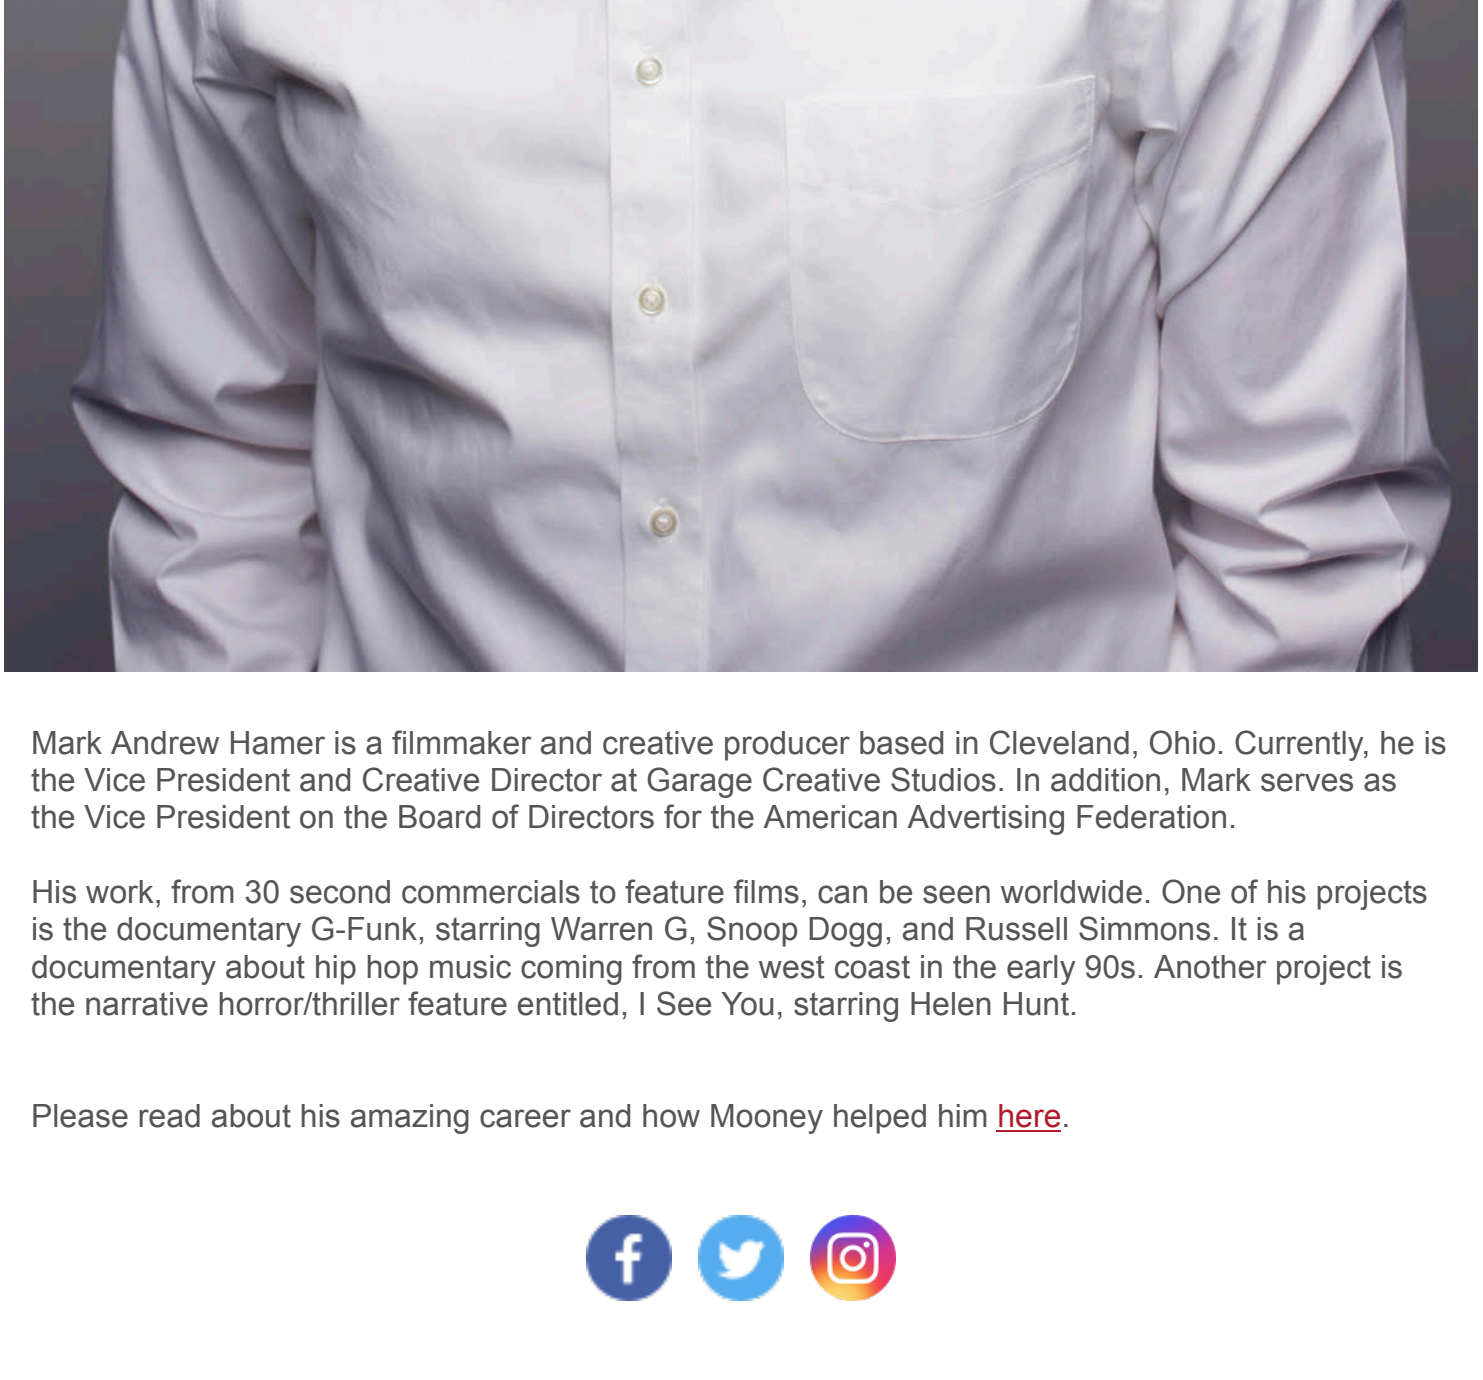 Mark Andrew Hamer is a filmmaker and creative producer based in Cleveland, Ohio. Currently, he is
the Vice President and Creative Director at Garage Creative Studios. In addition, Mark serves as
the Vice President on the Board of Directors for the American Advertising Federation.
His work, from 30 second commercials to feature films, can be seen worldwide. One of his projects
is the documentary G-Funk, starring Warren G, Snoop Dogg, and Russell Simmons. It is a
documentary about hip hop music coming from the west coast in the early 90s. Another project is
the narrative horror/thriller feature entitled, I See You, starring Helen Hunt.
Please read about his amazing career and how Mooney helped him here.